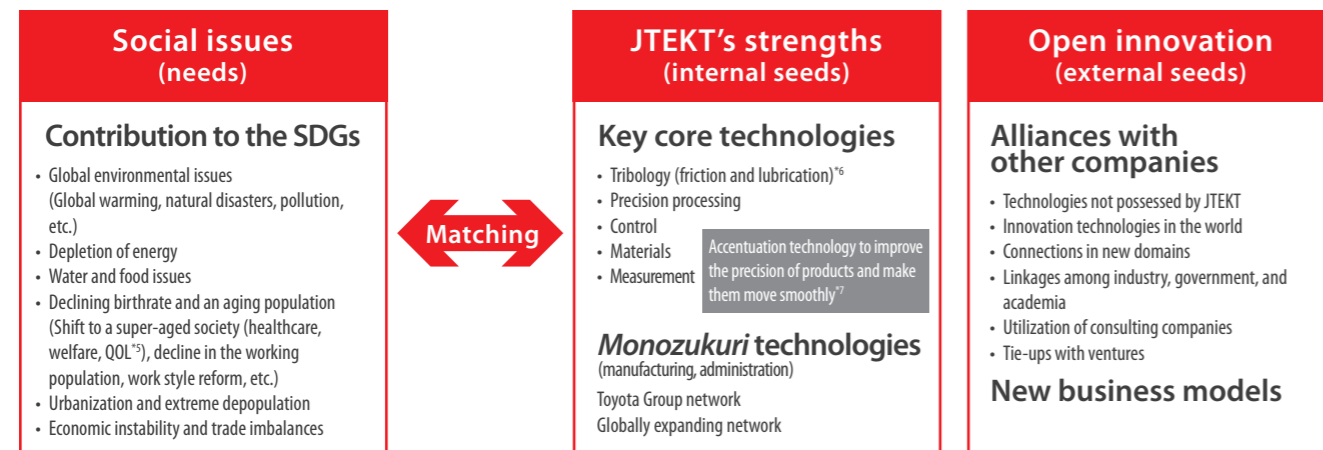 Social issues
(needs)
Contribution to the SDGs
• Global environmental issues
(Global warming, natural disasters, pollution,
etc.)
• Depletion of energy
• Water and food issues
• Declining birthrate and an aging population
(Shift to a super-aged society (healthcare,
welfare, QOL*5), decline in the working
population, work style reform, etc.)
• Urbanization and extreme depopulation
• Economic instability and trade imbalances
Matching
JTEKT's strengths
(internal seeds)
Key core technologies
• Tribology (friction and lubrication)*6
• Precision processing
• Control
• Materials
• Measurement
Accentuation technology to improve
the precision of products and make
them move smoothly*7
Monozukuri technologies
(manufacturing, administration)
Toyota Group network
Globally expanding network
Open innovation
(external seeds)
Alliances with
other companies
• Technologies not possessed by JTEKT
• Innovation technologies in the world
• Connections in new domains
• Linkages among industry, government, and
academia
• Utilization of consulting companies
• Tie-ups with ventures
New business models